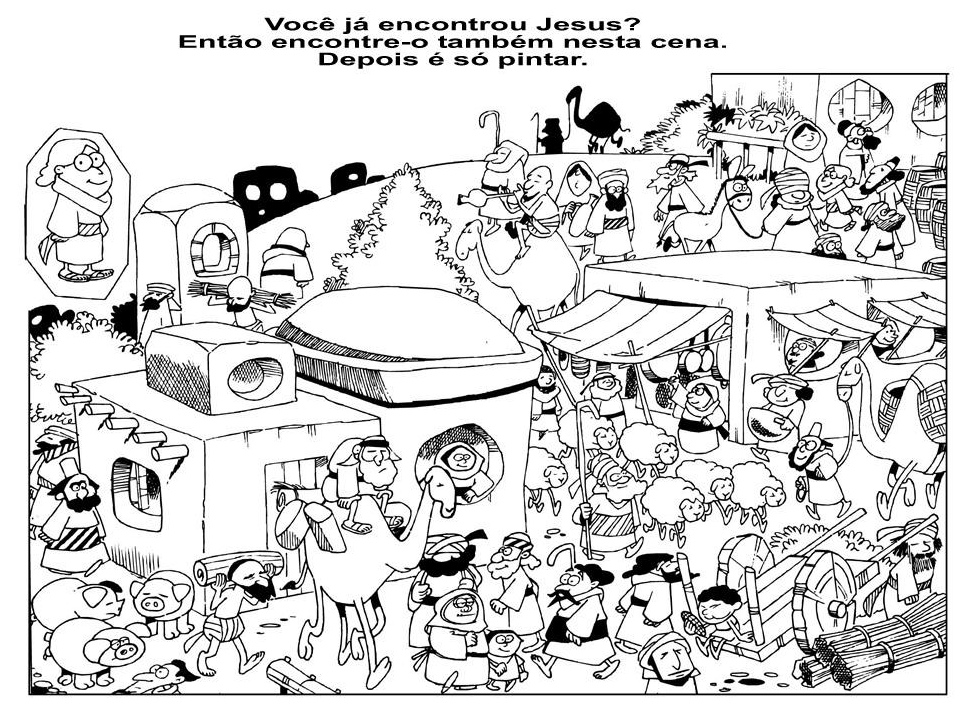 Você já encontrou Jesus?
Então encontre-o também nesta cena.
Depois é só pintar.